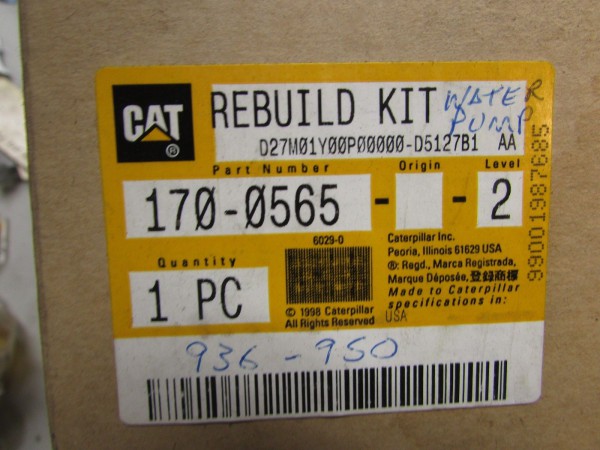 CAT ®
REBUILD KIT WATER PUMP
D27M01Y00P00000-D5127B1 AA
Part Number Origin Level
170-0565 - - 2
6029-0
Quantity
1 PC
Caterpillar Inc.
Peoria, Illinois 61629 USA
®: Regd., Marca Registrada,
Marque Déposée, 登録商標
Made to Caterpillar
specifications in:
USA
© 1998 Caterpillar
All Rights Reserved
99001987685
936-950